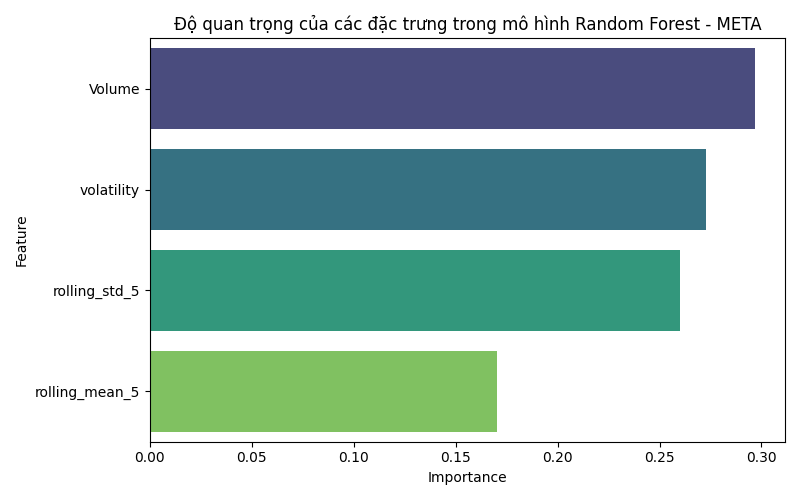 Độ quan trọng của các đặc trưng trong mô hình Random Forest - META
Feature
Volume
volatility
rolling_std_5
rolling_mean_5
0.00 0.05 0.10 0.15 0.20 0.25 0.30
Importance